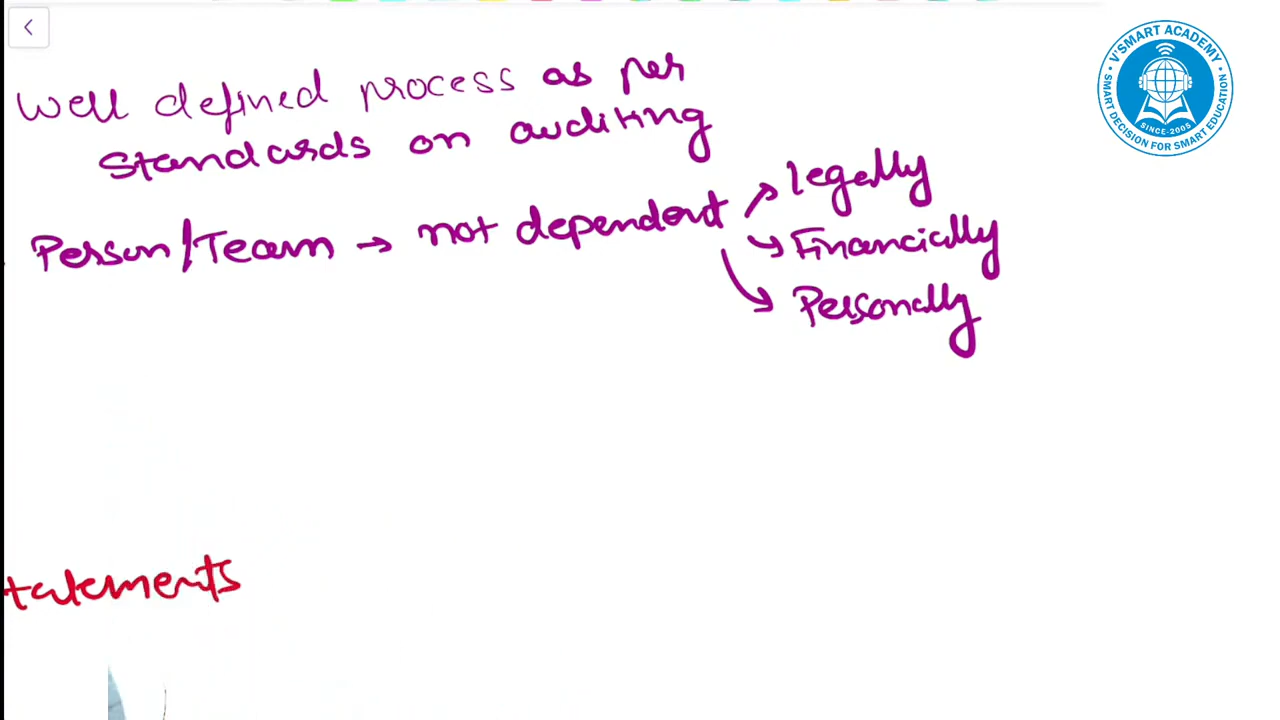 Well defined process as per
standards on auditing
Person/Team → not dependent
legally
Financially
Personally
tatements
V'SMART ACADEMY
SMART DECISION FOR SMART EDUCATION
SINCE-2005